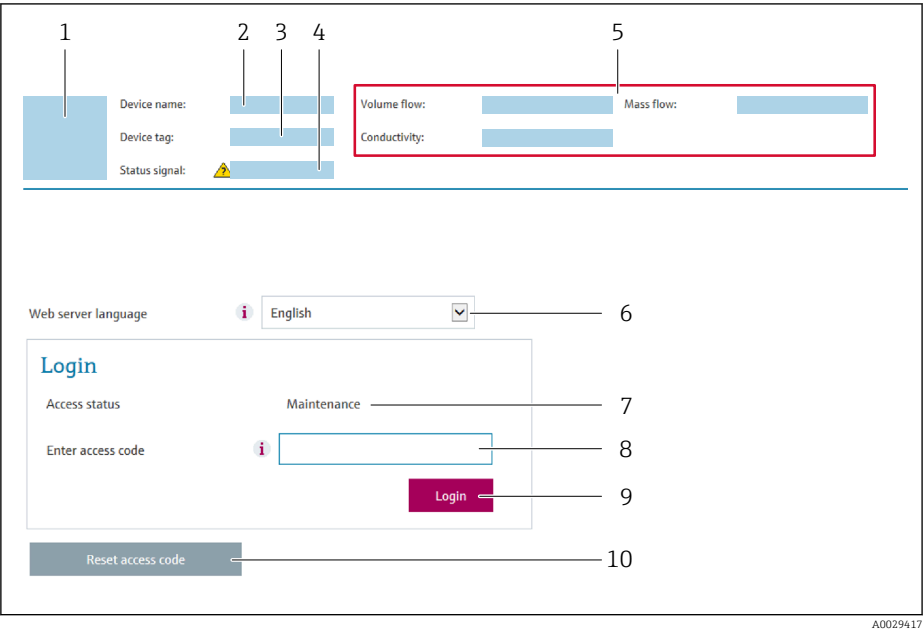 1 2 3 4 5
Device name: Volume flow: Mass flow:
Device tag: Conductivity:
Status signal: ?
Web server language i English 6
Login
Access status Maintenance 7
Enter access code i 8
Login 9
Reset access code 10
A0029417